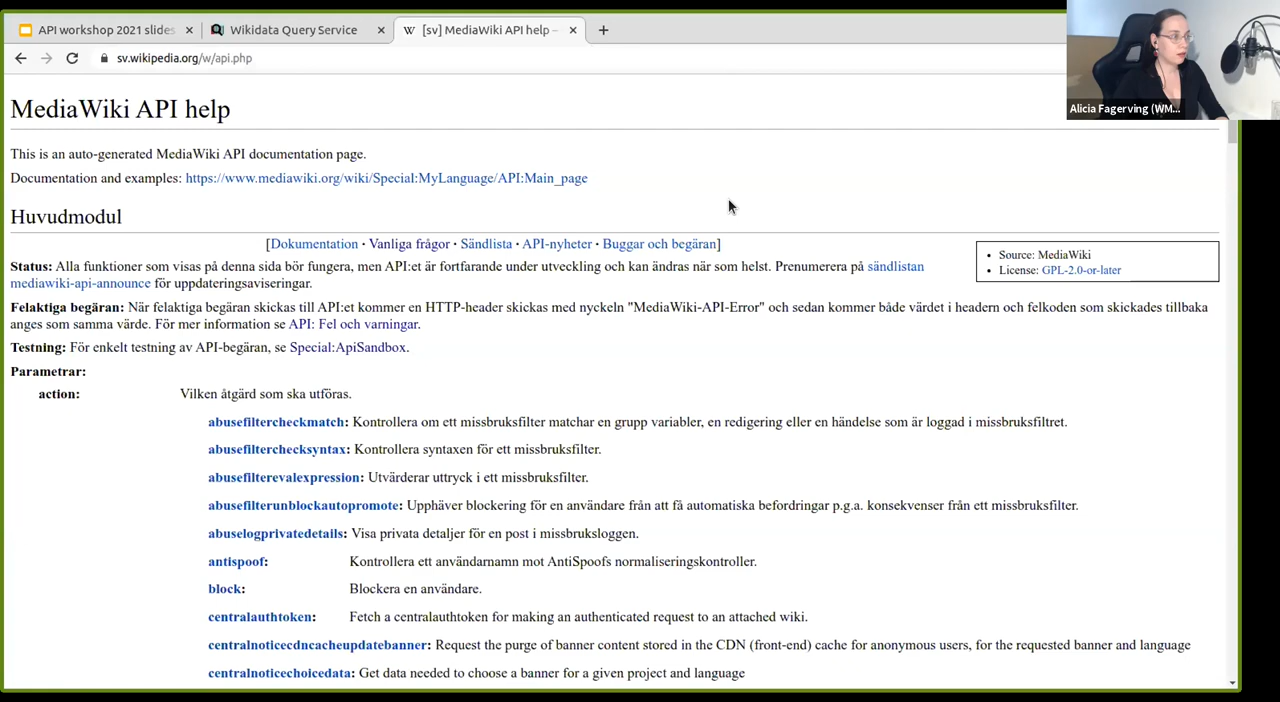 API workshop 2021 slides
Wikidata Query Service
[sv] MediaWiki API help –
sv.wikipedia.org/w/api.php
Alicia Fagerving (WM...
MediaWiki API help
This is an auto-generated MediaWiki API documentation page.
Documentation and examples: https://www.mediawiki.org/wiki/Special:MyLanguage/API:Main_page
Huvudmodul
[Dokumentation · Vanliga frågor · Sändlista · API-nyheter · Buggar och begäran]
Source: MediaWiki
License: GPL-2.0-or-later
Status: Alla funktioner som visas på denna sida bör fungera, men API:et är fortfarande under utveckling och kan ändras när som helst. Prenumerera på sändlistan
mediawiki-api-announce för uppdateringsaviseringar.
Felaktiga begäran: När felaktiga begäran skickas till API:et kommer en HTTP-header skickas med nyckeln "MediaWiki-API-Error" och sedan kommer både värdet i headern och felkoden som skickades tillbaka
anges som samma värde. För mer information se API: Fel och varningar.
Testning: För enkelt testning av API-begäran, se Special:ApiSandbox.
Parametrar:
action: Vilken åtgärd som ska utföras.
abusefiltercheckmatch: Kontrollera om ett missbruksfilter matchar en grupp variabler, en redigering eller en händelse som är loggad i missbruksfiltret.
abusefilterchecksyntax: Kontrollera syntaxen för ett missbruksfilter.
abusefilterevalexpression: Utvärderar uttryck i ett missbruksfilter.
abusefilterunblockautopromote: Upphäver blockering för en användare från att få automatiska befordringar p.g.a. konsekvenser från ett missbruksfilter.
abuselogprivatedetails: Visa privata detaljer för en post i missbruksloggen.
antispoof: Kontrollera ett användarnamn mot AntiSpoofs normaliseringskontroller.
block: Blockera en användare.
centralauthtoken: Fetch a centralauthtoken for making an authenticated request to an attached wiki.
centralnoticecdncacheupdatebanner: Request the purge of banner content stored in the CDN (front-end) cache for anonymous users, for the requested banner and language
centralnoticechoicedata: Get data needed to choose a banner for a given project and language